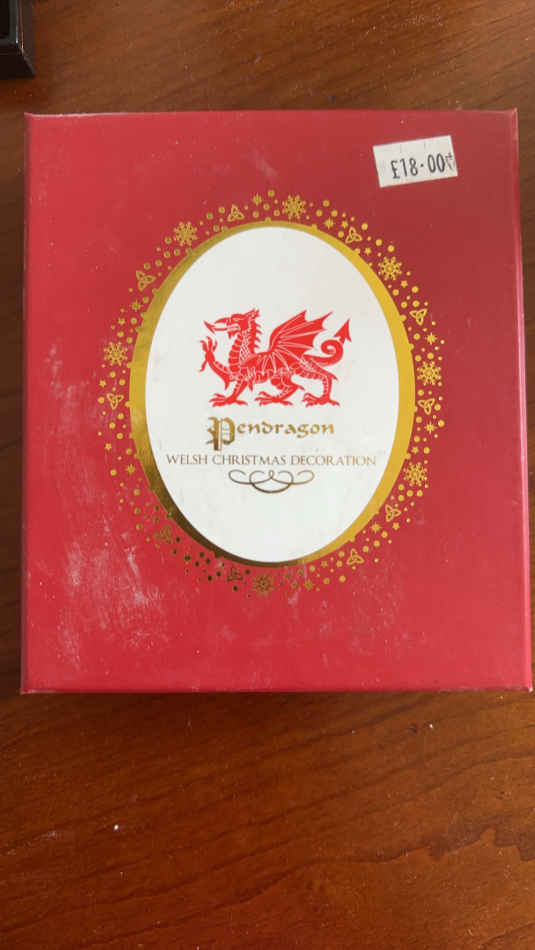 £18.00
Pendragon
WELSH CHRISTMAS DECORATION